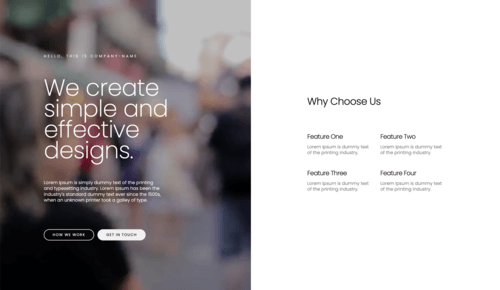 HELLO, THIS IS COMPANY-NAME
We create
simple and
effective
designs.
Lorem Ipsum is simply dummy text of the printing
and typesetting industry. Lorem Ipsum has been the
industry's standard dummy text ever since the 1500s,
when an unknown printer took a galley of type.
HOW WE WORK
GET IN TOUCH
Why Choose Us
Feature One
Lorem Ipsum is dummy text
of the printing industry.
Feature Two
Lorem Ipsum is dummy text
of the printing industry.
Feature Three
Lorem Ipsum is dummy text
of the printing industry.
Feature Four
Lorem Ipsum is dummy text
of the printing industry.